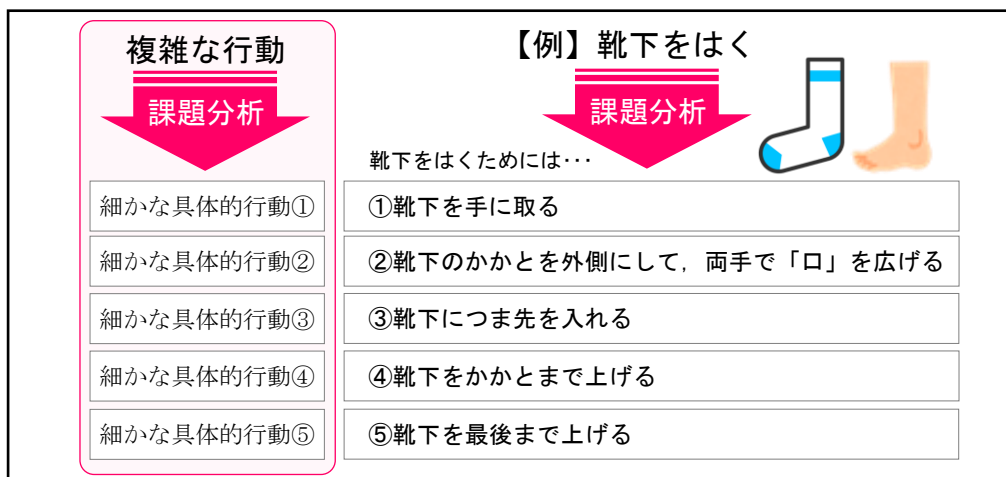 複雑な行動
課題分析
細かな具体的行動①
細かな具体的行動②
細かな具体的行動③
細かな具体的行動④
細かな具体的行動⑤
【例】靴下をはく
課題分析
靴下をはくためには･･･
①靴下を手に取る
②靴下のかかとを外側にして，両手で「口」を広げる
③靴下につま先を入れる
④靴下をかかとまで上げる
⑤靴下を最後まで上げる